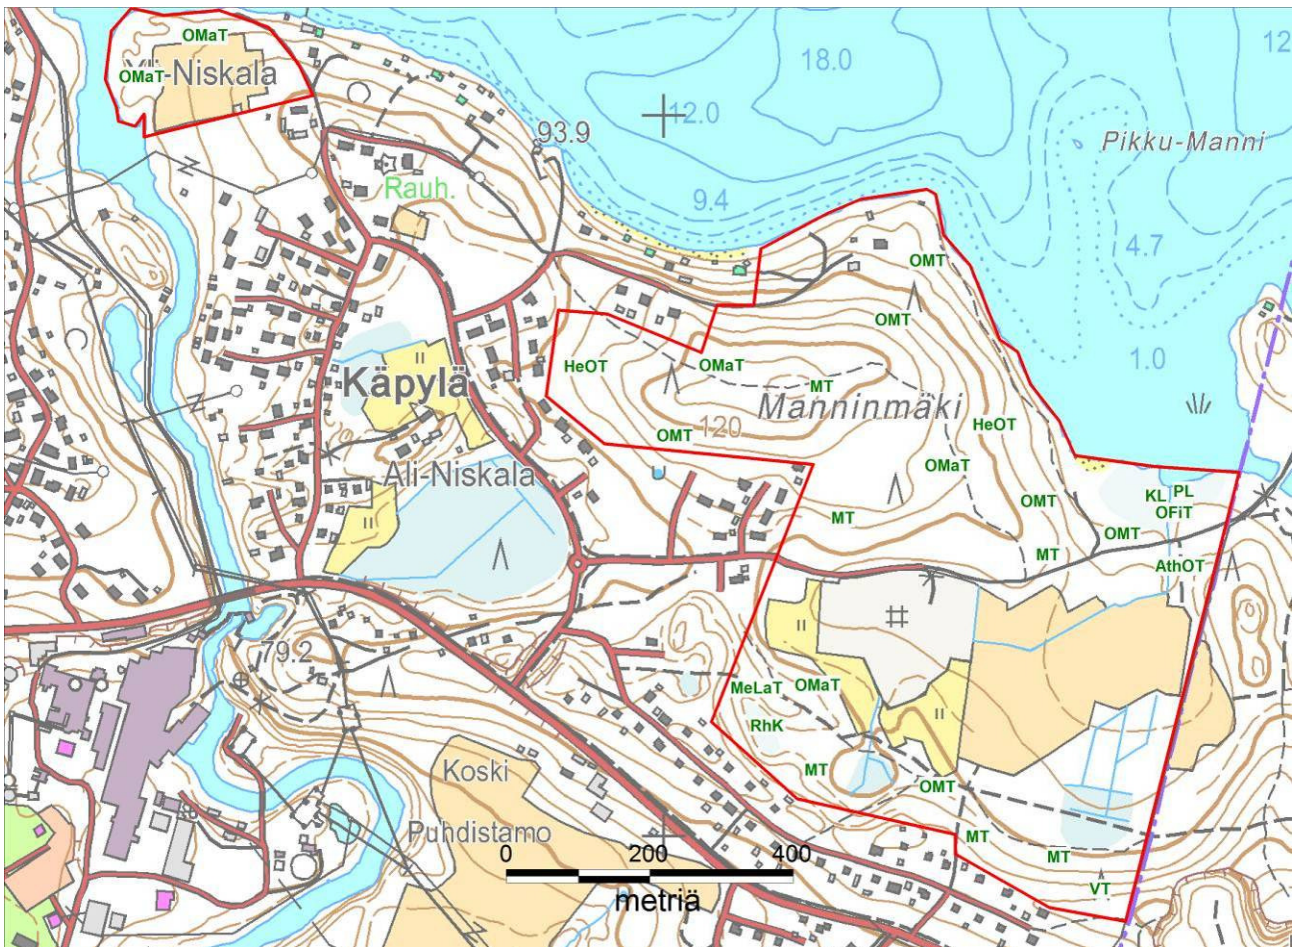 OMaT
18.0
12
OMaT
Yli-Niskala
12.0
93.9
Pikku-Manni
Rauh.
9.4
4.7
OMT
OMT
1.0
HeOT
OMaT
Käpylä
MT
Manninmäki
120
HeOT
OMT
OMaT
Ali-Niskala
KL
PL
OMT
OFiT
MT
OMT
MT
AthOT
79.2
MeLaT
OMaT
RhK
Koski
MT
OMT
Puhdistamo
MT
MT
0 200 400
VT
metriä